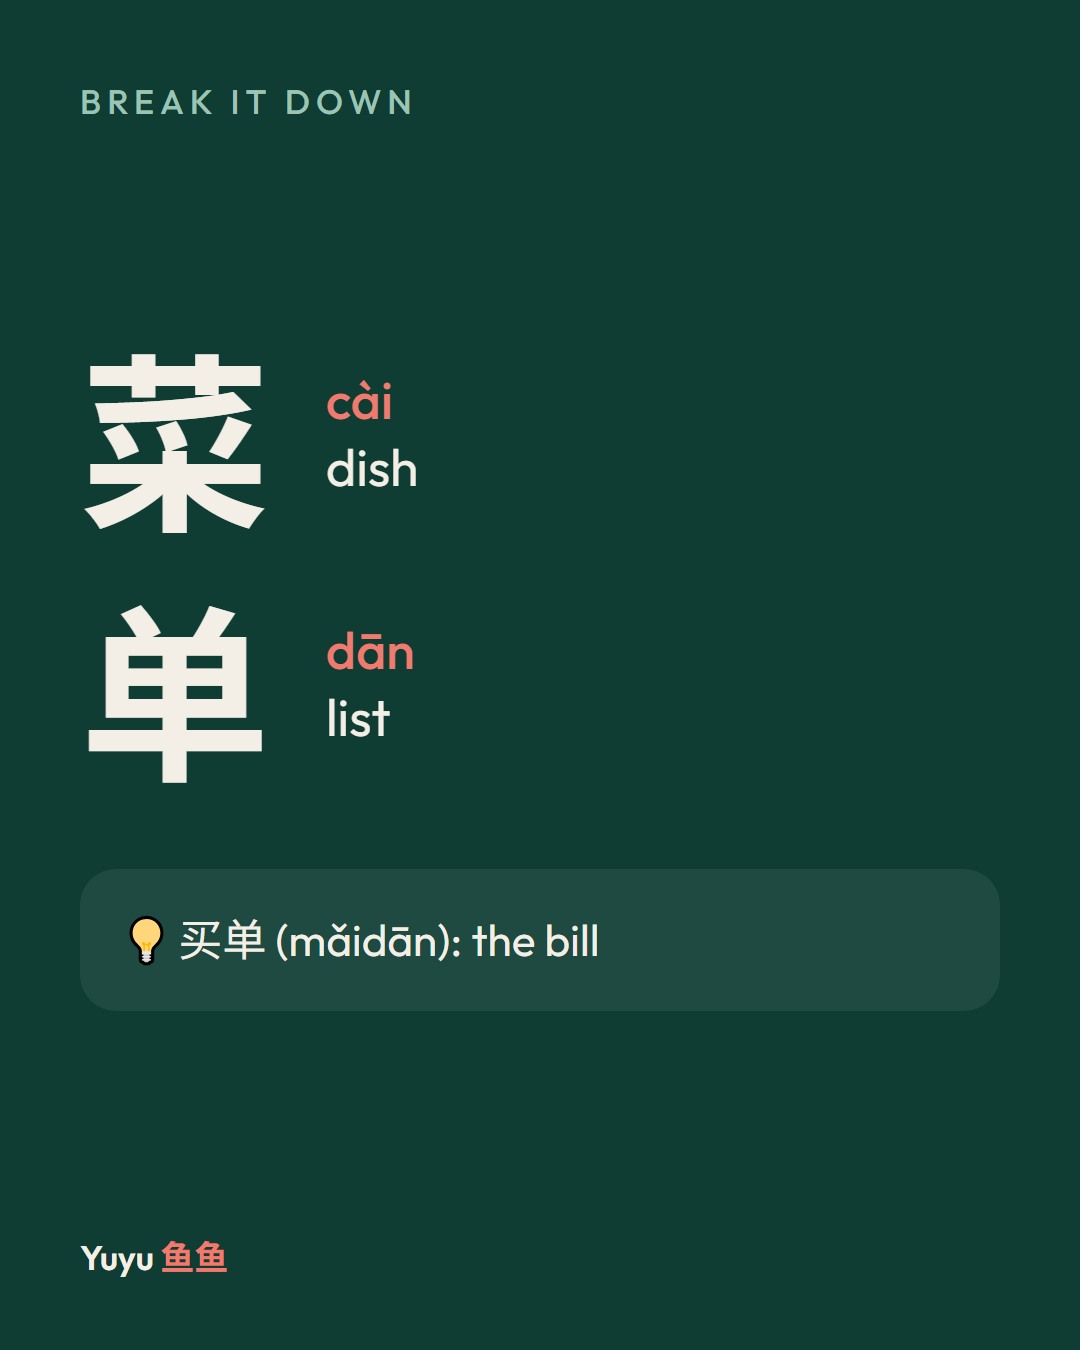 BREAK IT DOWN
菜
cài
dish
单
dān
list
💡 买单 (mǎidān): the bill
Yuyu 鱼鱼